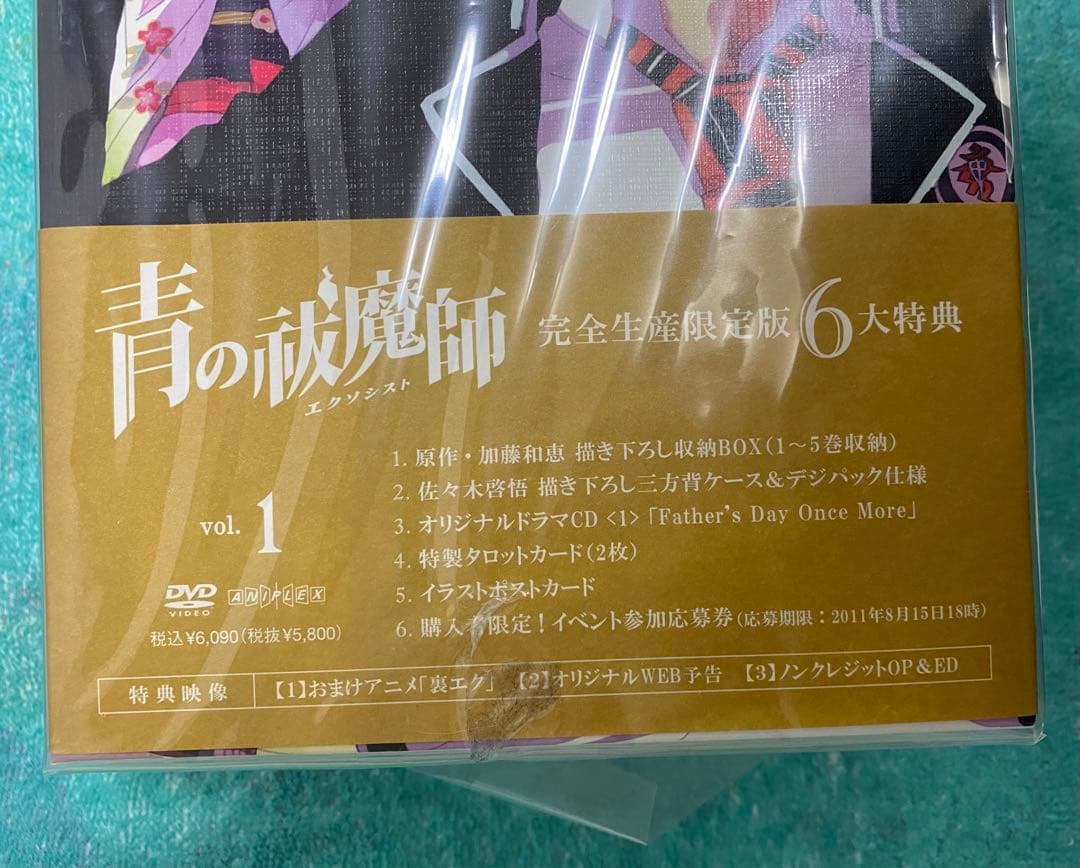 青の祓魔師
エクソシスト
完全生産限定版6大特典
1. 原作・加藤和恵 描き下ろし収納BOX(1〜5巻収納)
2. 佐々木啓悟 描き下ろし三方背ケース&デジパック仕様
3. オリジナルドラマCD <1>「Father's Day Once More」
4. 特製タロットカード(2枚)
5. イラストポストカード
6. 購入者限定!イベント参加応募券(応募期限:2011年8月15日18時)
vol. 1
DVD VIDEO
ANIPLEX
税込¥6,090(税抜¥5,800)
特典映像 【1】おまけアニメ「裏エク」 【2】オリジナルWEB予告 【3】ノンクレジットOP&ED